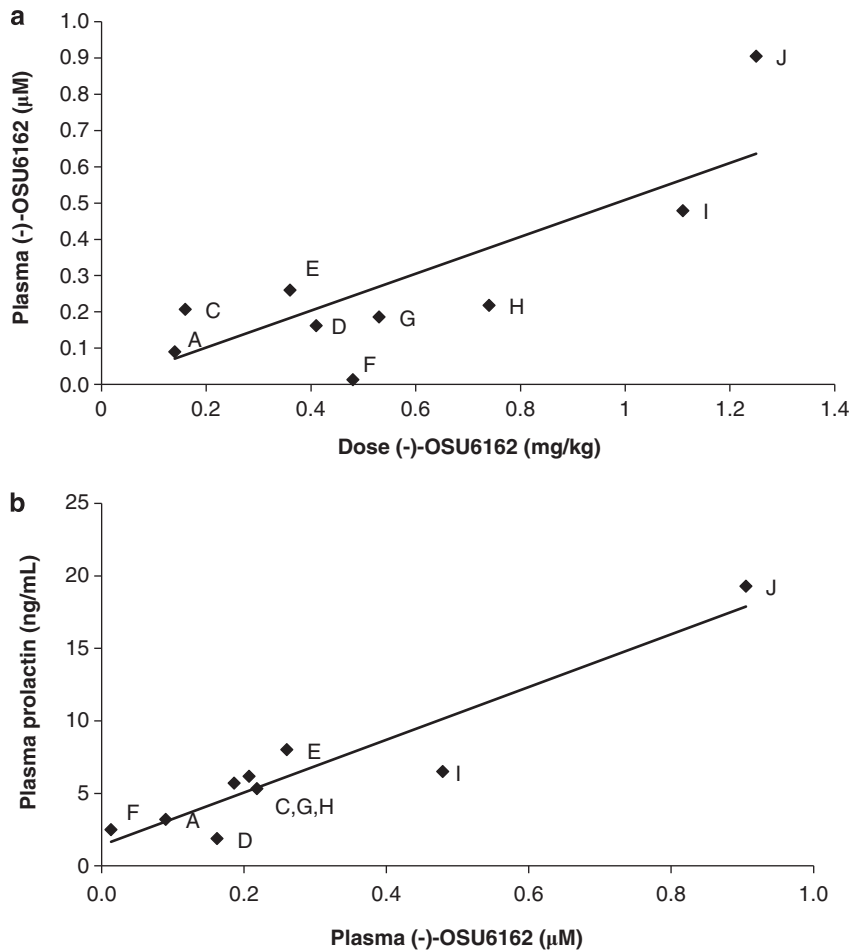 a
Plasma (-)-OSU6162 (μM)
1.0
0.9
0.8
0.7
0.6
0.5
0.4
0.3
0.2
0.1
0.0
J
I
E
C
D
G
H
A
F
0
0.2
0.4
0.6
0.8
1
1.2
1.4
Dose (-)-OSU6162 (mg/kg)
b
Plasma prolactin (ng/mL)
25
20
15
10
5
0
J
E
I
C,G,H
F
A
D
0.0
0.2
0.4
0.6
0.8
1.0
Plasma (-)-OSU6162 (μM)